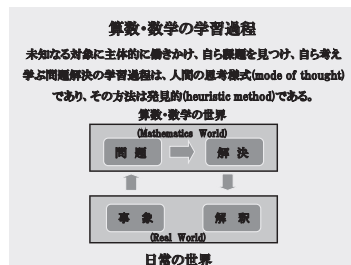 算数・数学の学習過程
未知なる対象に主体的に働きかけ、自ら課題を見つけ、自ら考え
学ぶ問題解決の学習過程は、人間の思考様式(mode of thought)
であり、その方法は発見的(heuristic method)である。
算数・数学の世界
(Mathematics World)
問 題
解 決
事 象
解 釈
(Real World)
日常の世界